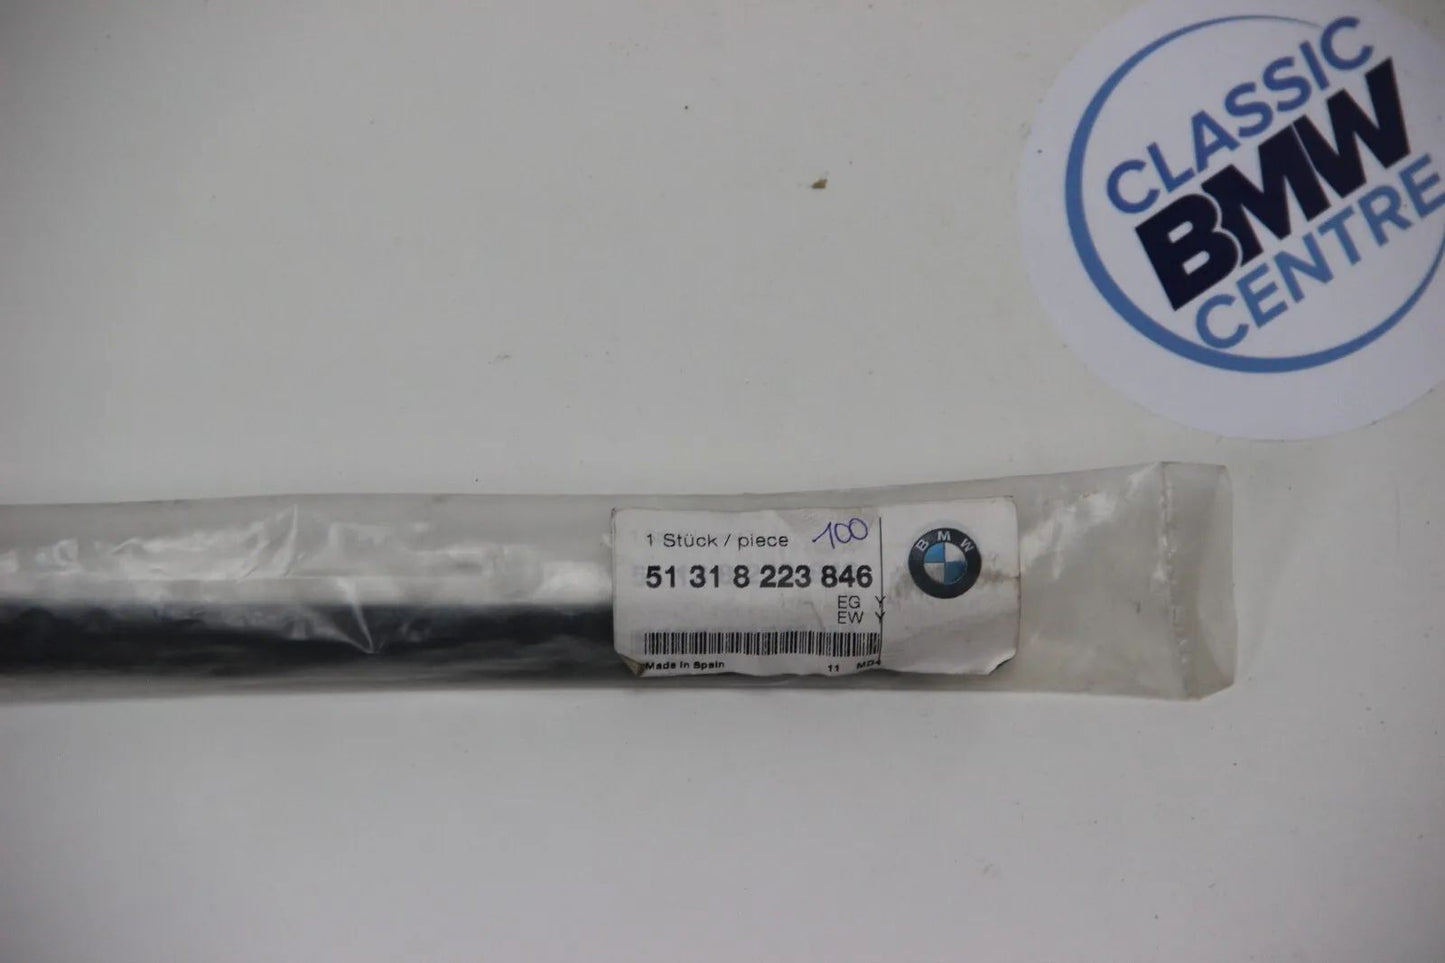 CLASSIC
BMW
CENTRE
1 Stück / piece 100
51 31 8 223 846
EG Y
EW Y
Made in Spain 11
BMW